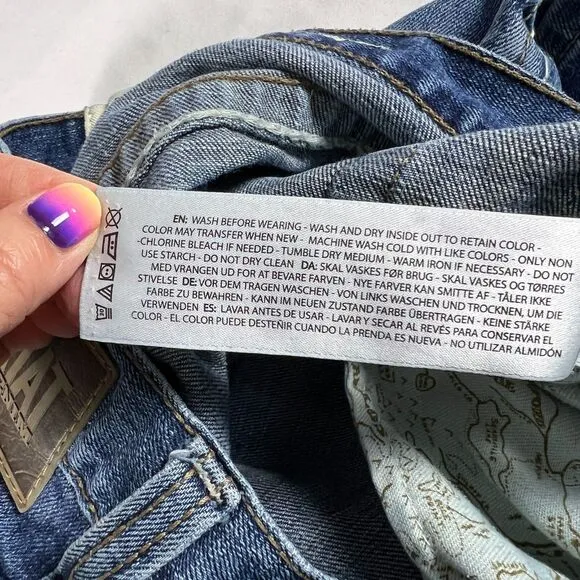 EN: WASH BEFORE WEARING - WASH AND DRY INSIDE OUT TO RETAIN COLOR -
COLOR MAY TRANSFER WHEN NEW - MACHINE WASH COLD WITH LIKE COLORS - ONLY NON
-CHLORINE BLEACH IF NEEDED - TUMBLE DRY MEDIUM - WARM IRON IF NECESSARY - DO NOT
USE STARCH - DO NOT DRY CLEAN DA: SKAL VASKES FØR BRUG - SKAL VASKES OG TØRRES
MED VRANGEN UD FOR AT BEVARE FARVEN - NYE FARVER KAN SMITTE AF - TÅLER IKKE
STIVELSE DE: VOR DEM TRAGEN WASCHEN - VON LINKS WASCHEN UND TROCKNEN, UM DIE
FARBE ZU BEWAHREN - KANN IM NEUEN ZUSTAND FARBE ÜBERTRAGEN - KEINE STÄRKE
VERWENDEN ES: LAVAR ANTES DE USAR - LAVAR Y SECAR AL REVÉS PARA CONSERVAR EL
COLOR - EL COLOR PUEDE DESTEÑIR CUANDO LA PRENDA ES NUEVA - NO UTILIZAR ALMIDÓN